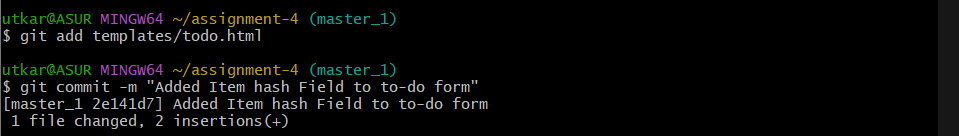 utkar@ASUR MINGW64 ~/assignment-4 (master_1)
$ git add templates/todo.html
utkar@ASUR MINGW64 ~/assignment-4 (master_1)
$ git commit -m "Added Item hash Field to to-do form"
[master_1 2e141d7] Added Item hash Field to to-do form
 1 file changed, 2 insertions(+)